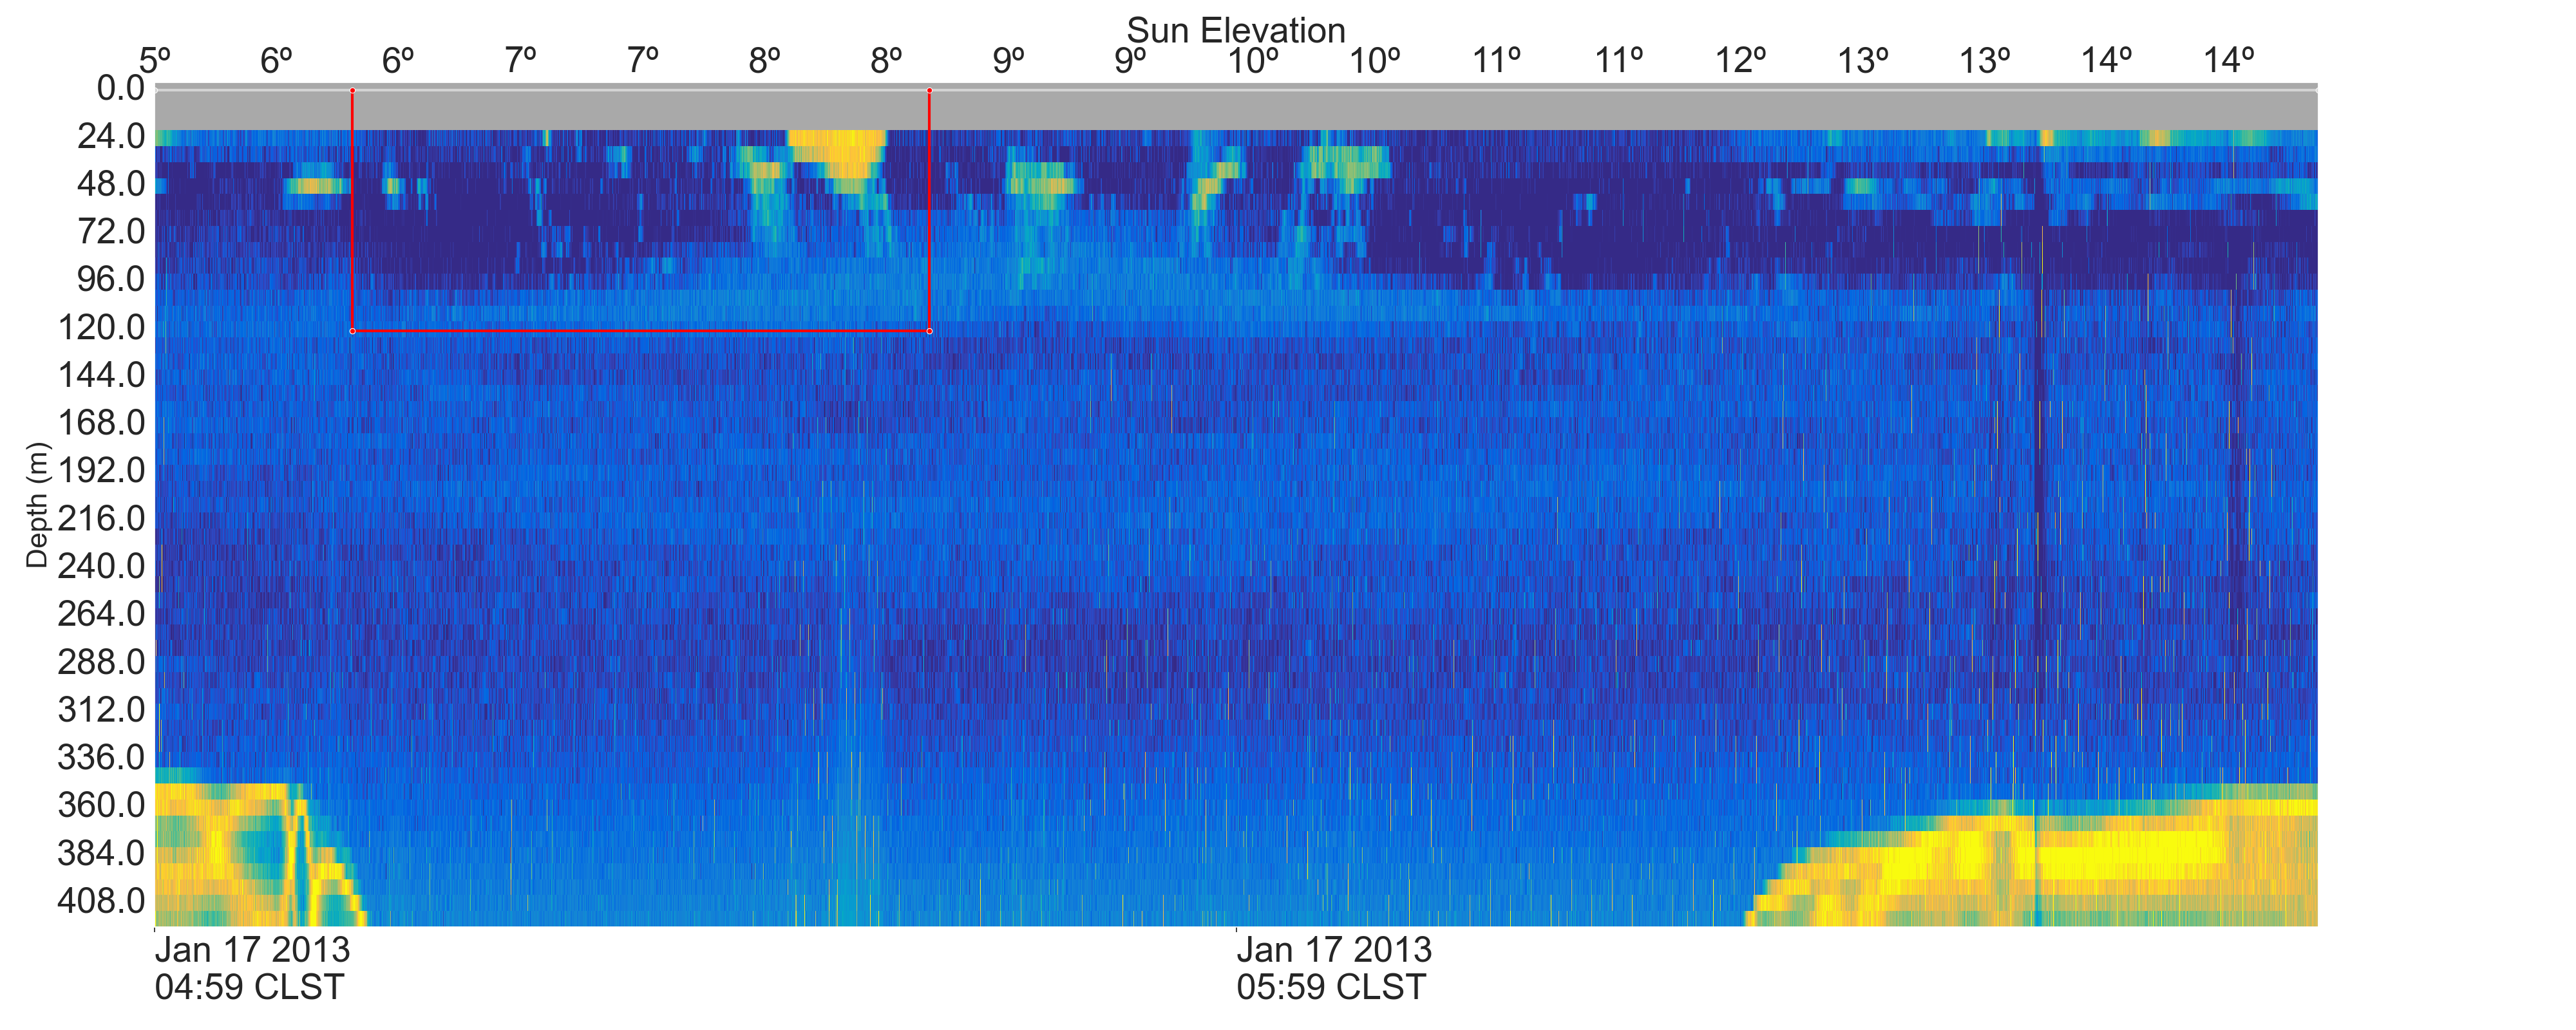 Sun Elevation
5º 6º 6º 7º 7º 8º 8º 9º 9º 10º 10º 11º 11º 12º 13º 13º 14º 14º
0.0
24.0
48.0
72.0
96.0
120.0
144.0
168.0
192.0
216.0
240.0
264.0
288.0
312.0
336.0
360.0
384.0
408.0
Depth (m)
Jan 17 2013
04:59 CLST
Jan 17 2013
05:59 CLST